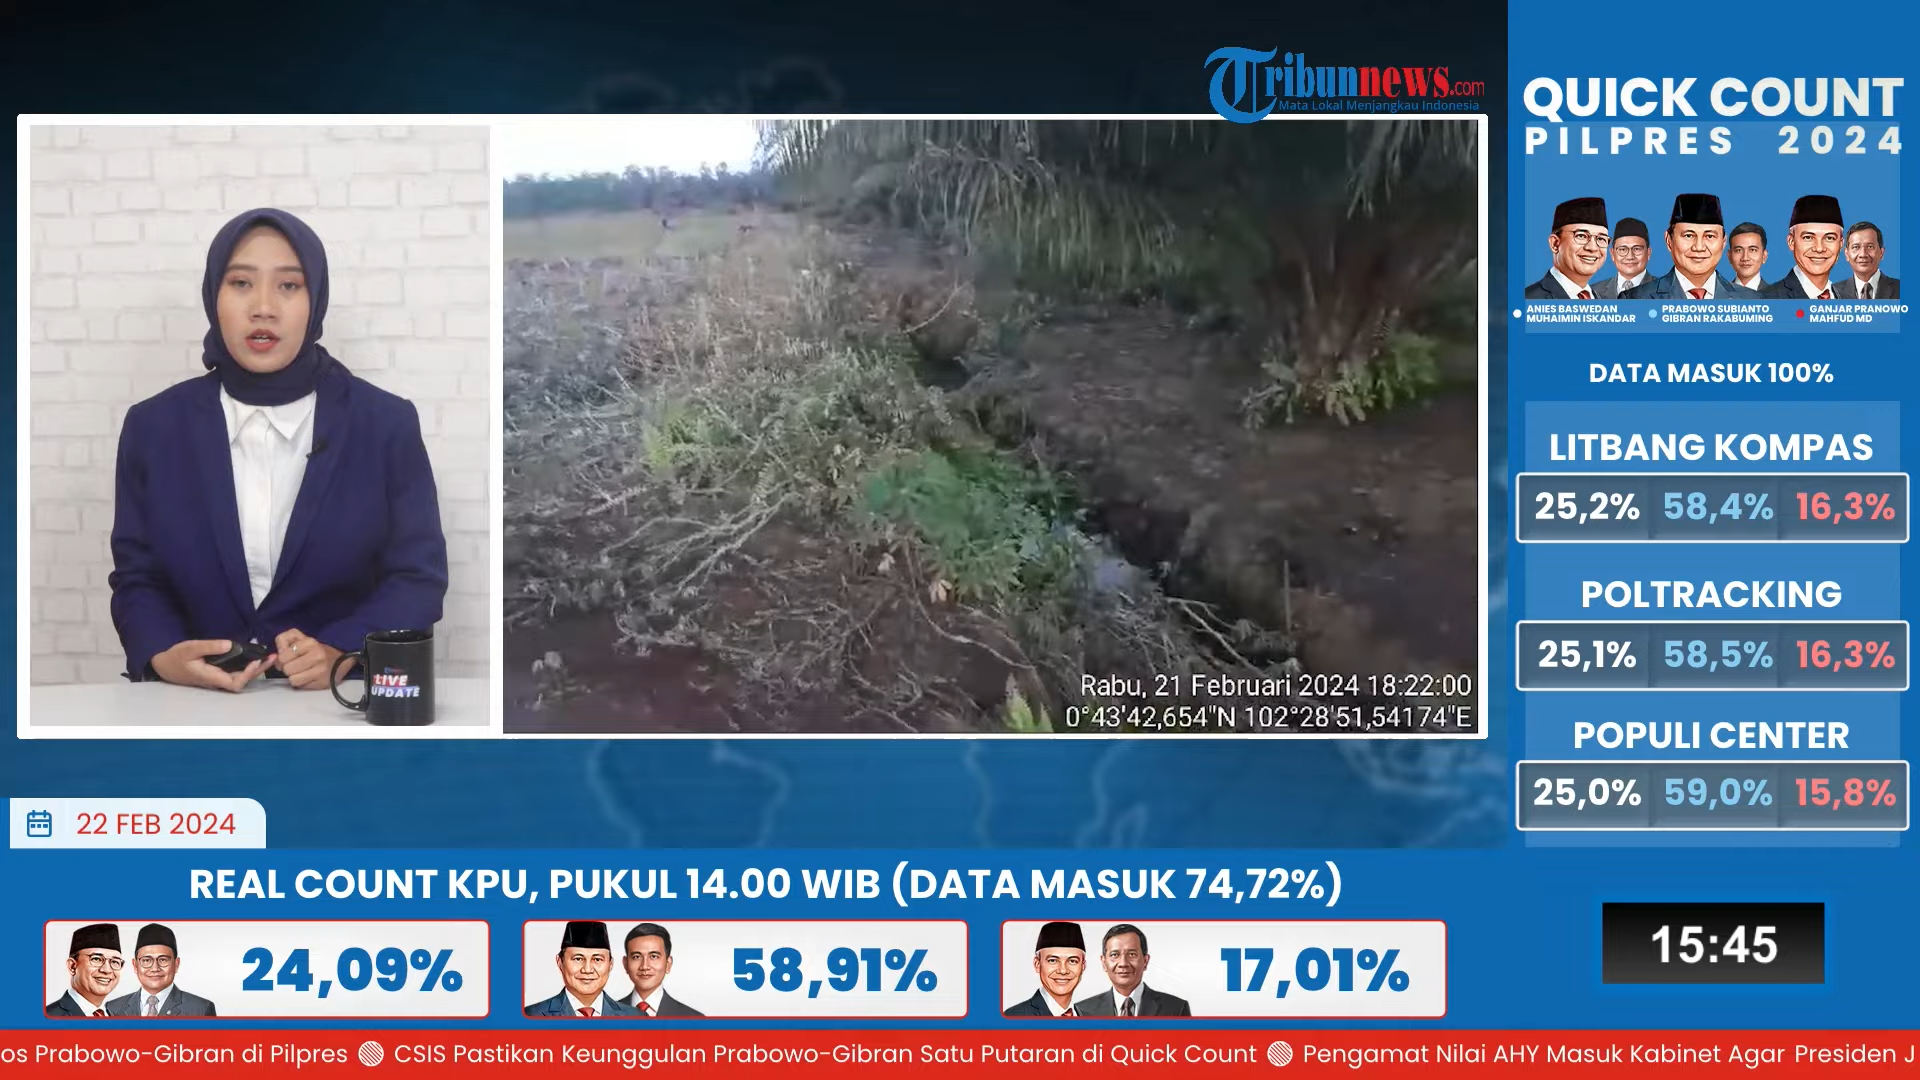 Tribunnews.com
Mata Lokal Menjangkau Indonesia
QUICK COUNT
PILPRES 2024
ANIES BASWEDAN
MUHAIMIN ISKANDAR
PRABOWO SUBIANTO
GIBRAN RAKABUMING
GANJAR PRANOWO
MAHFUD MD
DATA MASUK 100%
LITBANG KOMPAS
25,2% 58,4% 16,3%
POLTRACKING
25,1% 58,5% 16,3%
POPULI CENTER
25,0% 59,0% 15,8%
LIVE
UPDATE
Rabu, 21 Februari 2024 18:22:00
0°43'42,654"N 102°28'51,54174"E
22 FEB 2024
REAL COUNT KPU, PUKUL 14.00 WIB (DATA MASUK 74,72%)
24,09% 58,91% 17,01%
15:45
os Prabowo-Gibran di Pilpres CSIS Pastikan Keunggulan Prabowo-Gibran Satu Putaran di Quick Count Pengamat Nilai AHY Masuk Kabinet Agar Presiden J